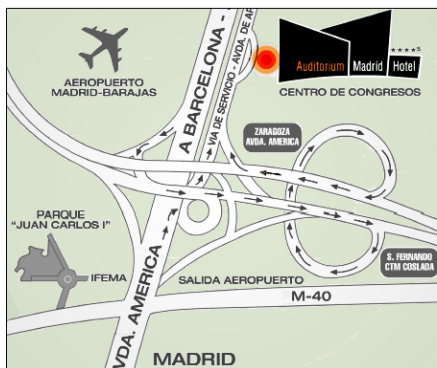 AEROPUERTO
MADRID-BARAJAS
A BARCELONA -
VIA DE SERVICIO - AVDA. DE AR
Auditorium Madrid Hotel
****S
CENTRO DE CONGRESOS
ZARAGOZA
AVDA. AMERICA
PARQUE
"JUAN CARLOS I"
IFEMA
SALIDA AEROPUERTO
S. FERNANDO
CTM COSLADA
M-40
AVDA. AMERICA
MADRID